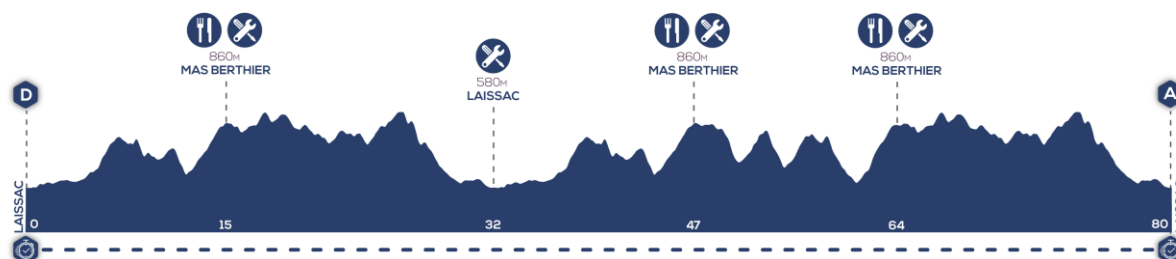 860M
MAS BERTHIER
580M
LAISSAC
860M
MAS BERTHIER
860M
MAS BERTHIER
D
A
LAISSAC
0
15
32
47
64
80